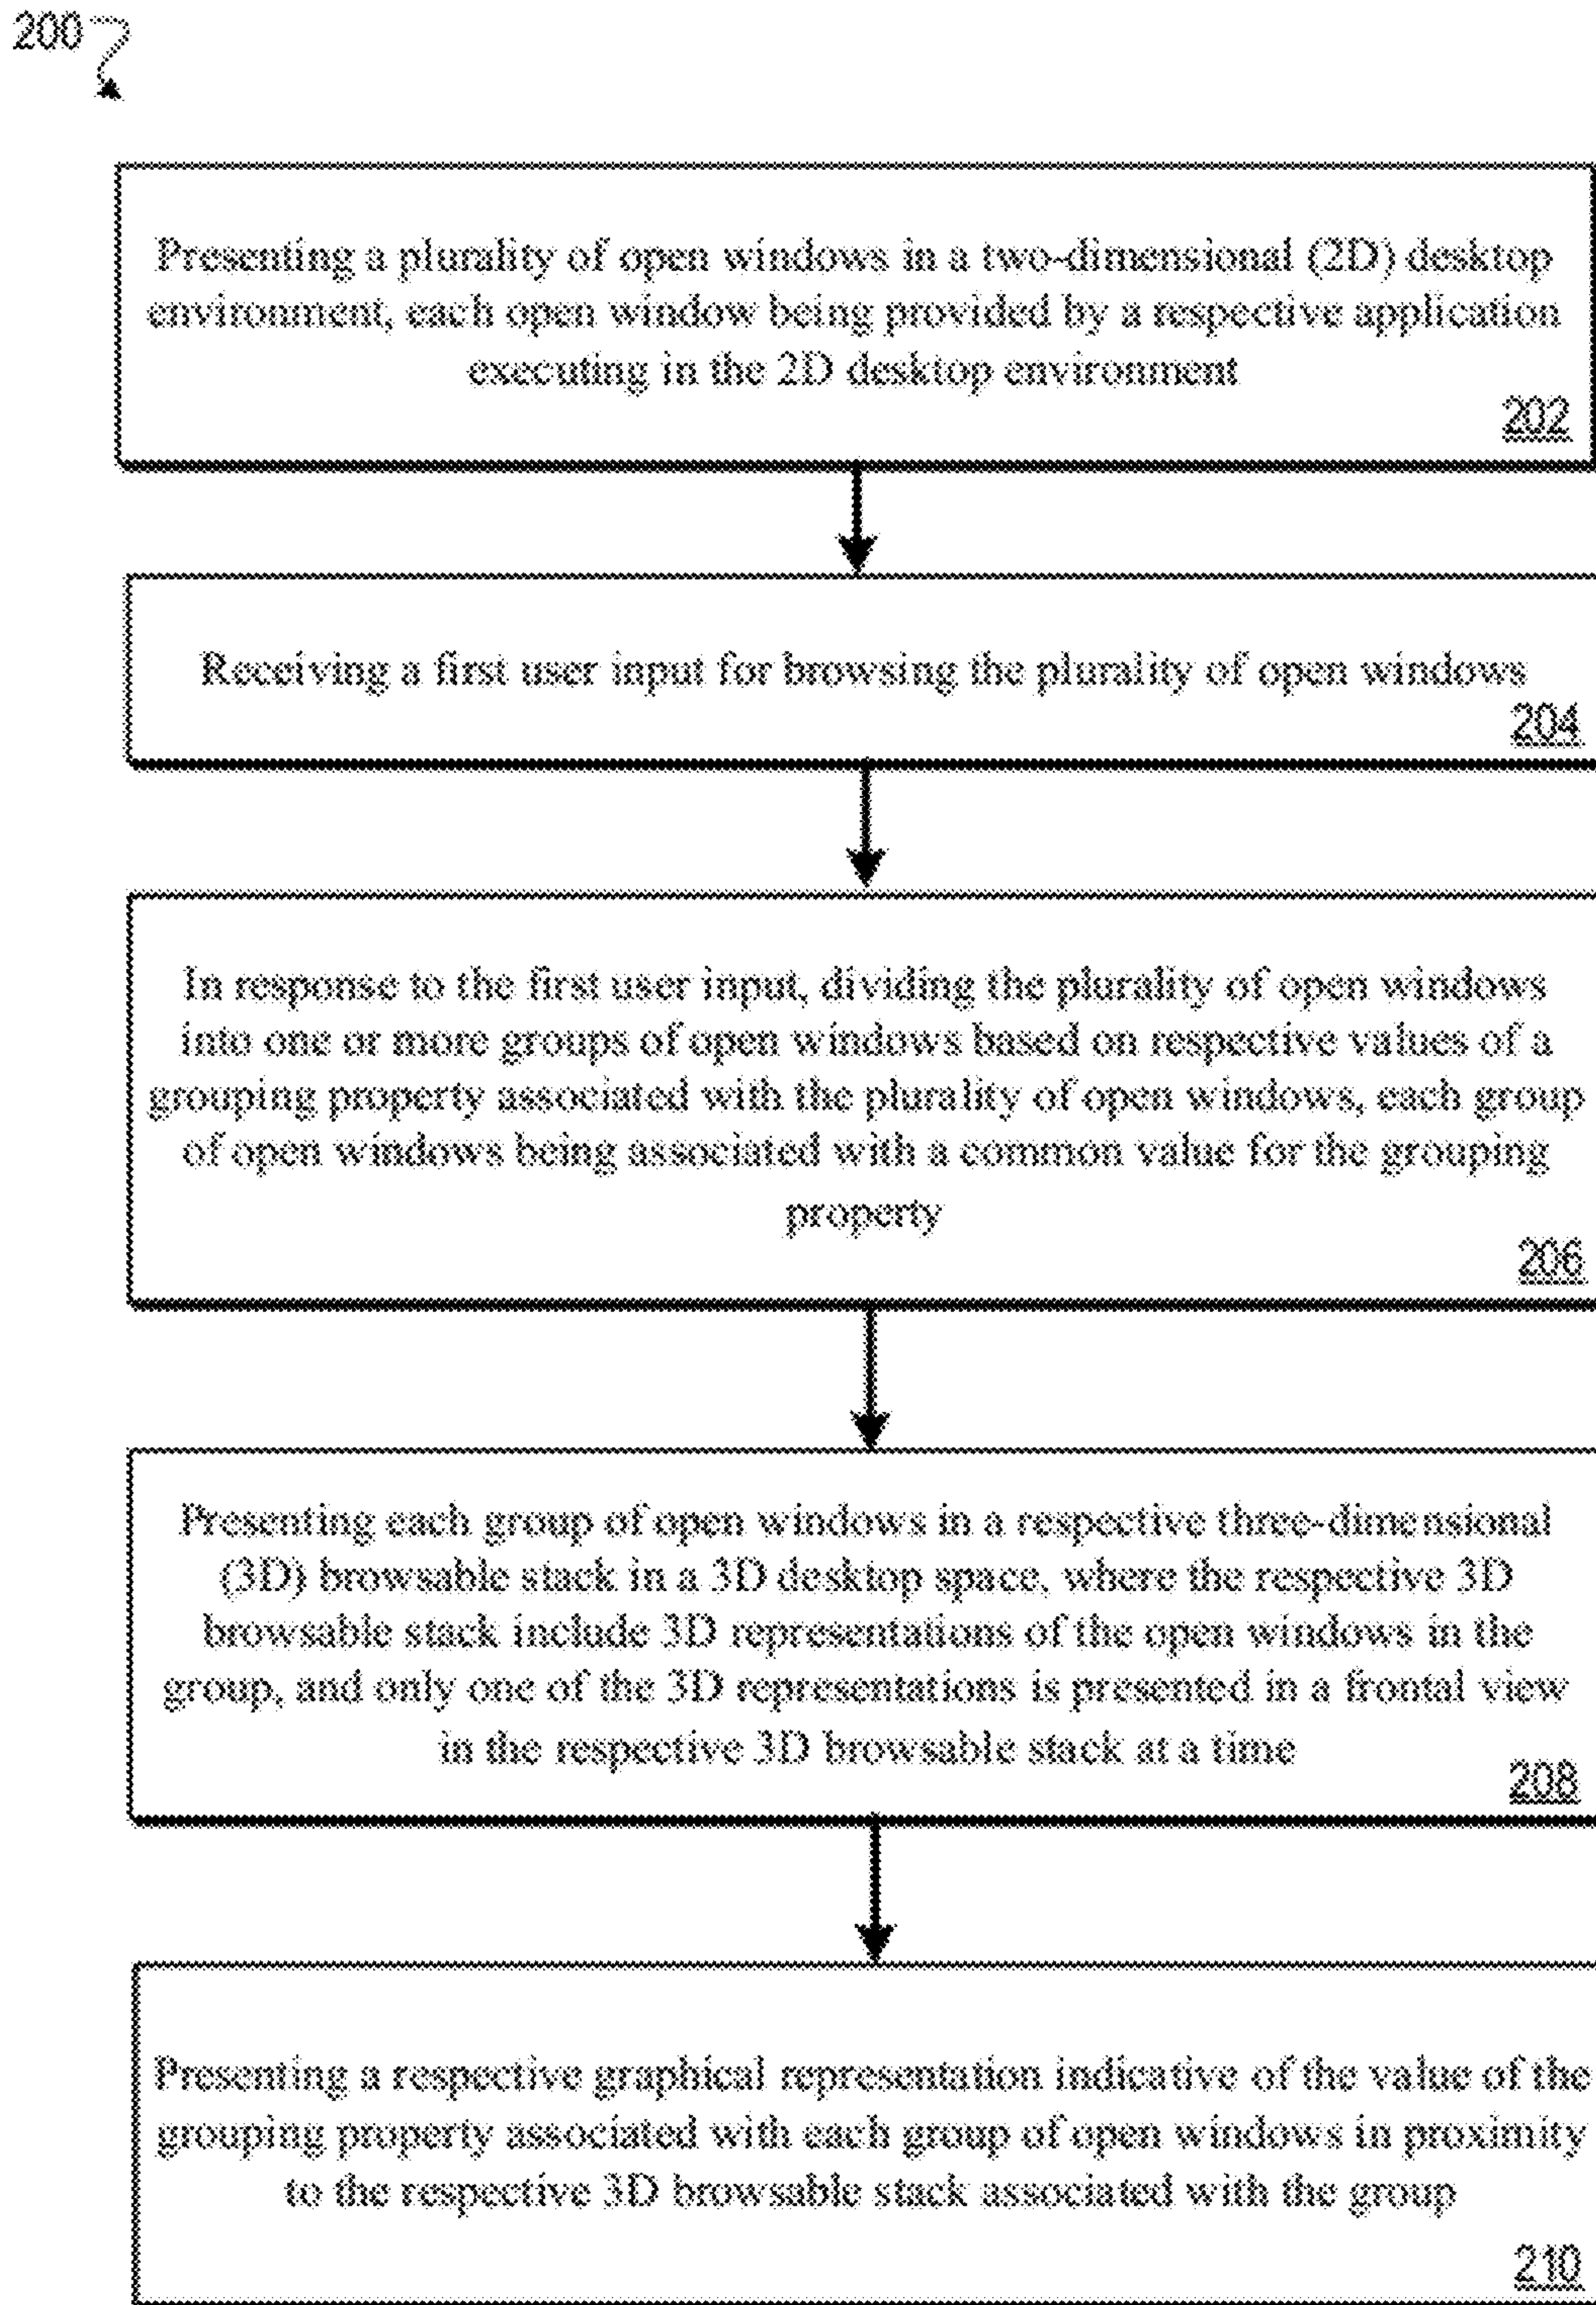 200
Presenting a plurality of open windows in a two-dimensional (2D) desktop
environment, each open window being provided by a respective application
executing in the 2D desktop environment
202
Receiving a first user input for browsing the plurality of open windows
204
In response to the first user input, dividing the plurality of open windows
into one or more groups of open windows based on respective values of a
grouping property associated with the plurality of open windows, each group
of open windows being associated with a common value for the grouping
property
206
Presenting each group of open windows in a respective three-dimensional
(3D) browsable stack in a 3D desktop space, where the respective 3D
browsable stack include 3D representations of the open windows in the
group, and only one of the 3D representations is presented in a frontal view
in the respective 3D browsable stack at a time
208
Presenting a respective graphical representation indicative of the value of the
grouping property associated with each group of open windows in proximity
to the respective 3D browsable stack associated with the group
210